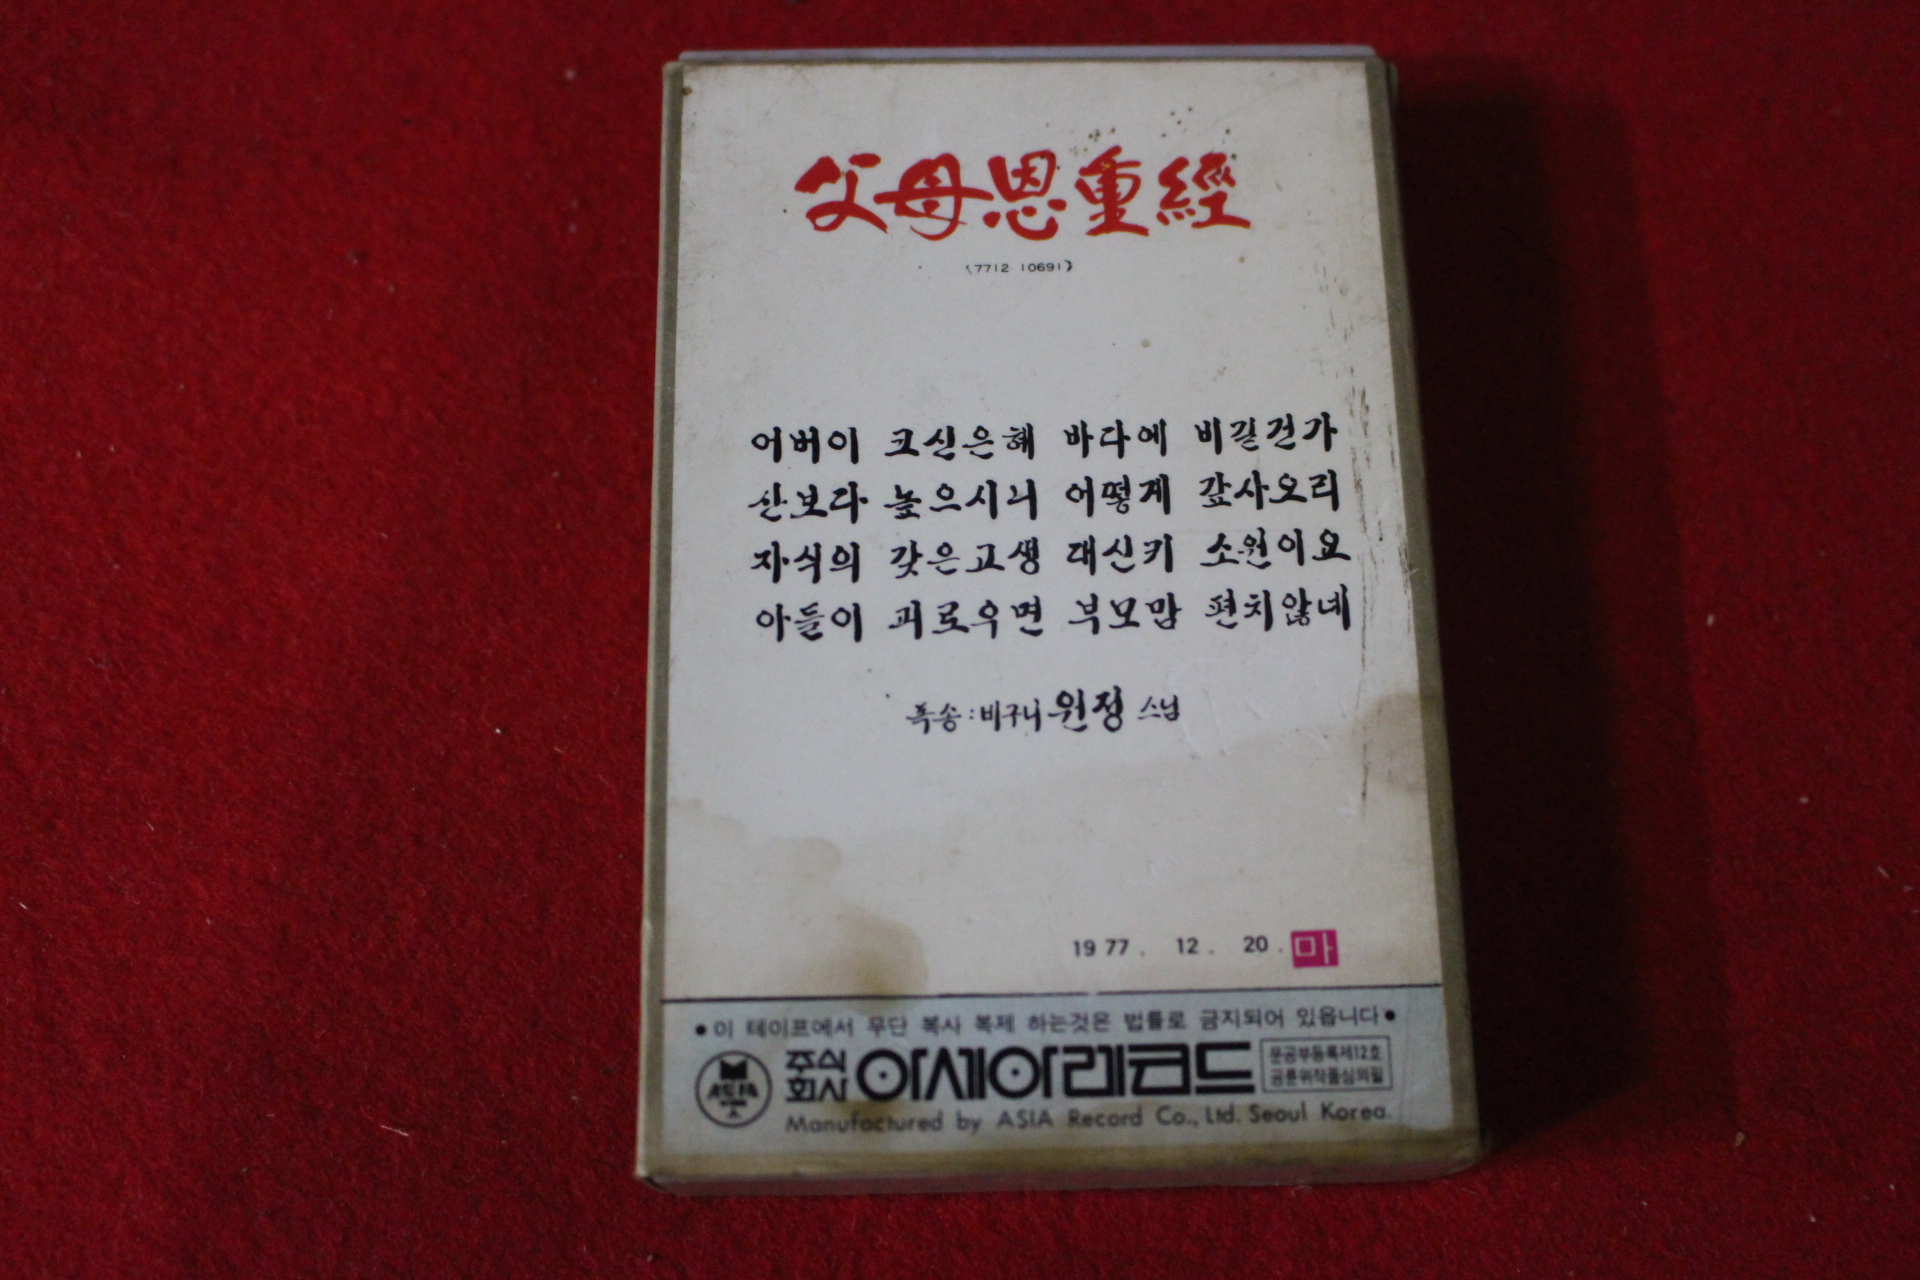 父母恩重經
(7712-10691)
어버이 크신은혜 바다에 비길건가
산보다 높으시니 어떻게 갚사오리
자식의 갖은고생 대신키 소원이요
아들이 괴로우면 부모맘 편치않네
독송:비구니 원정 스님
1977. 12. 20. 마
•이 테이프에서 무단 복사 복제 하는것은 법률로 금지되어 있읍니다•
ASIA
주식회사 아세아레코드
문공부등록제12호
공륜위작품심의필
Manufactured by ASIA Record Co., Ltd. Seoul Korea.